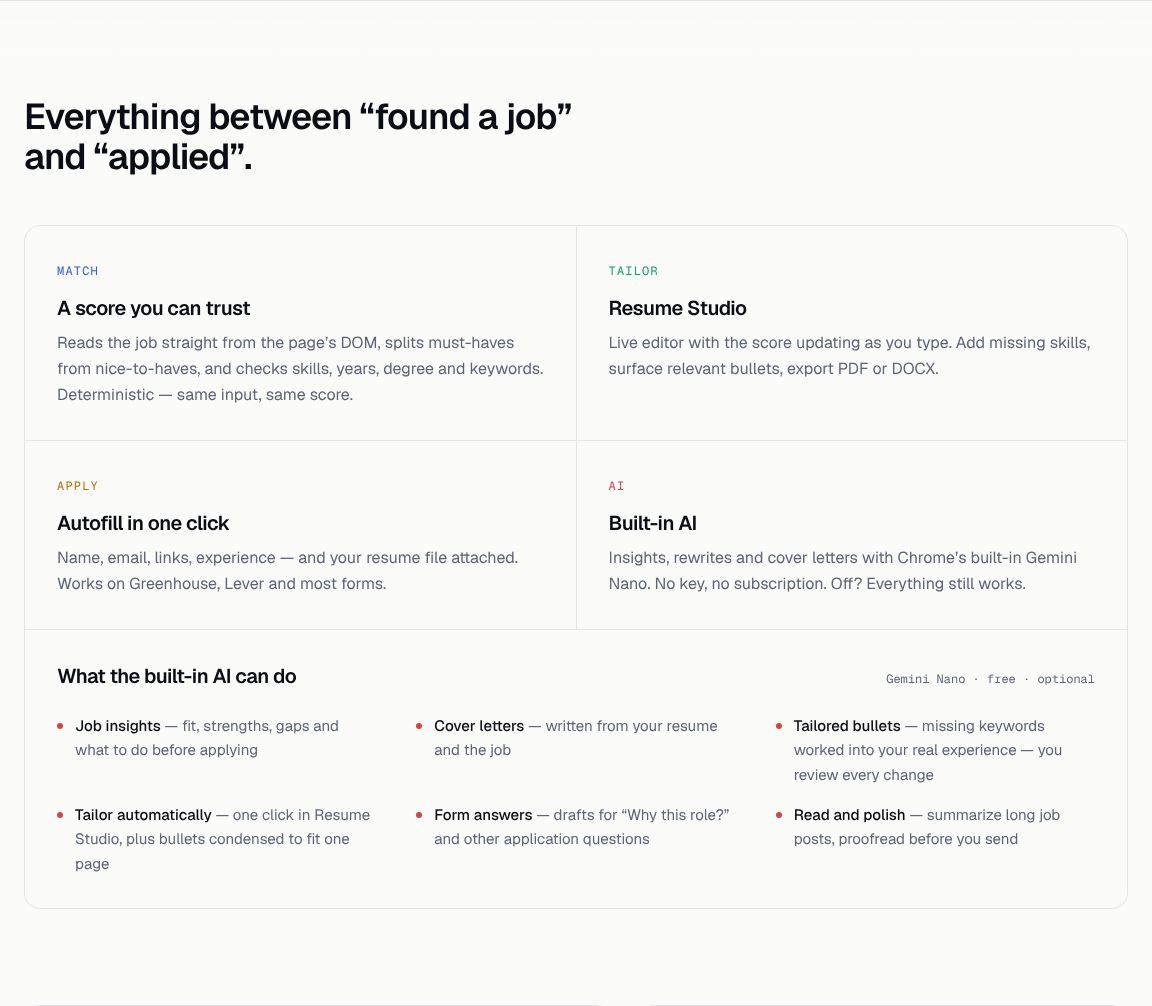 Everything between “found a job”
and “applied”.
MATCH
A score you can trust
Reads the job straight from the page’s DOM, splits must-haves
from nice-to-haves, and checks skills, years, degree and keywords.
Deterministic — same input, same score.
TAILOR
Resume Studio
Live editor with the score updating as you type. Add missing skills,
surface relevant bullets, export PDF or DOCX.
APPLY
Autofill in one click
Name, email, links, experience — and your resume file attached.
Works on Greenhouse, Lever and most forms.
AI
Built-in AI
Insights, rewrites and cover letters with Chrome’s built-in Gemini
Nano. No key, no subscription. Off? Everything still works.
What the built-in AI can do
Gemini Nano · free · optional
Job insights — fit, strengths, gaps and
what to do before applying
Cover letters — written from your resume
and the job
Tailored bullets — missing keywords
worked into your real experience — you
review every change
Tailor automatically — one click in Resume
Studio, plus bullets condensed to fit one
page
Form answers — drafts for “Why this role?”
and other application questions
Read and polish — summarize long job
posts, proofread before you send